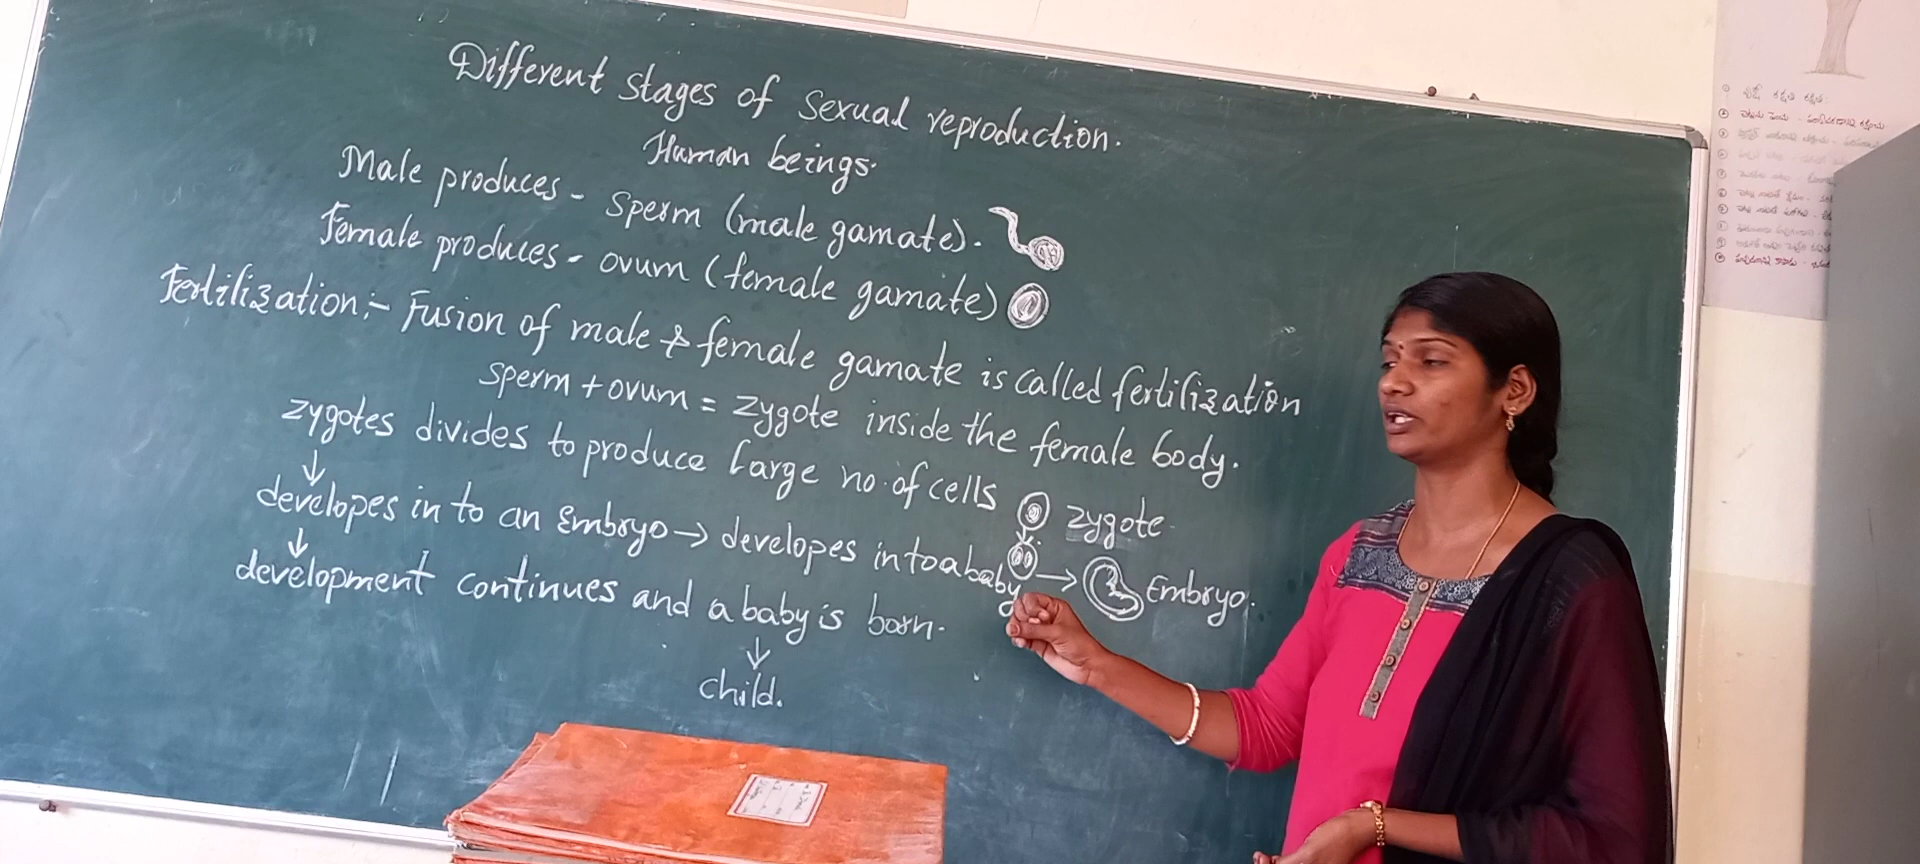 Different Stages of Sexual reproduction.
Human beings.
Male produces - Sperm (male gamate).
Female produces - ovum (female gamate)
Fertilization:- Fusion of male & female gamate is called fertilization
Sperm + ovum = Zygote inside the female body.
Zygotes divides to produce Large no. of cells
Zygote
↓
developes in to an Embryo → developes in to a baby
→ Embryo.
↓
development continues and a baby is born.
↓
child.